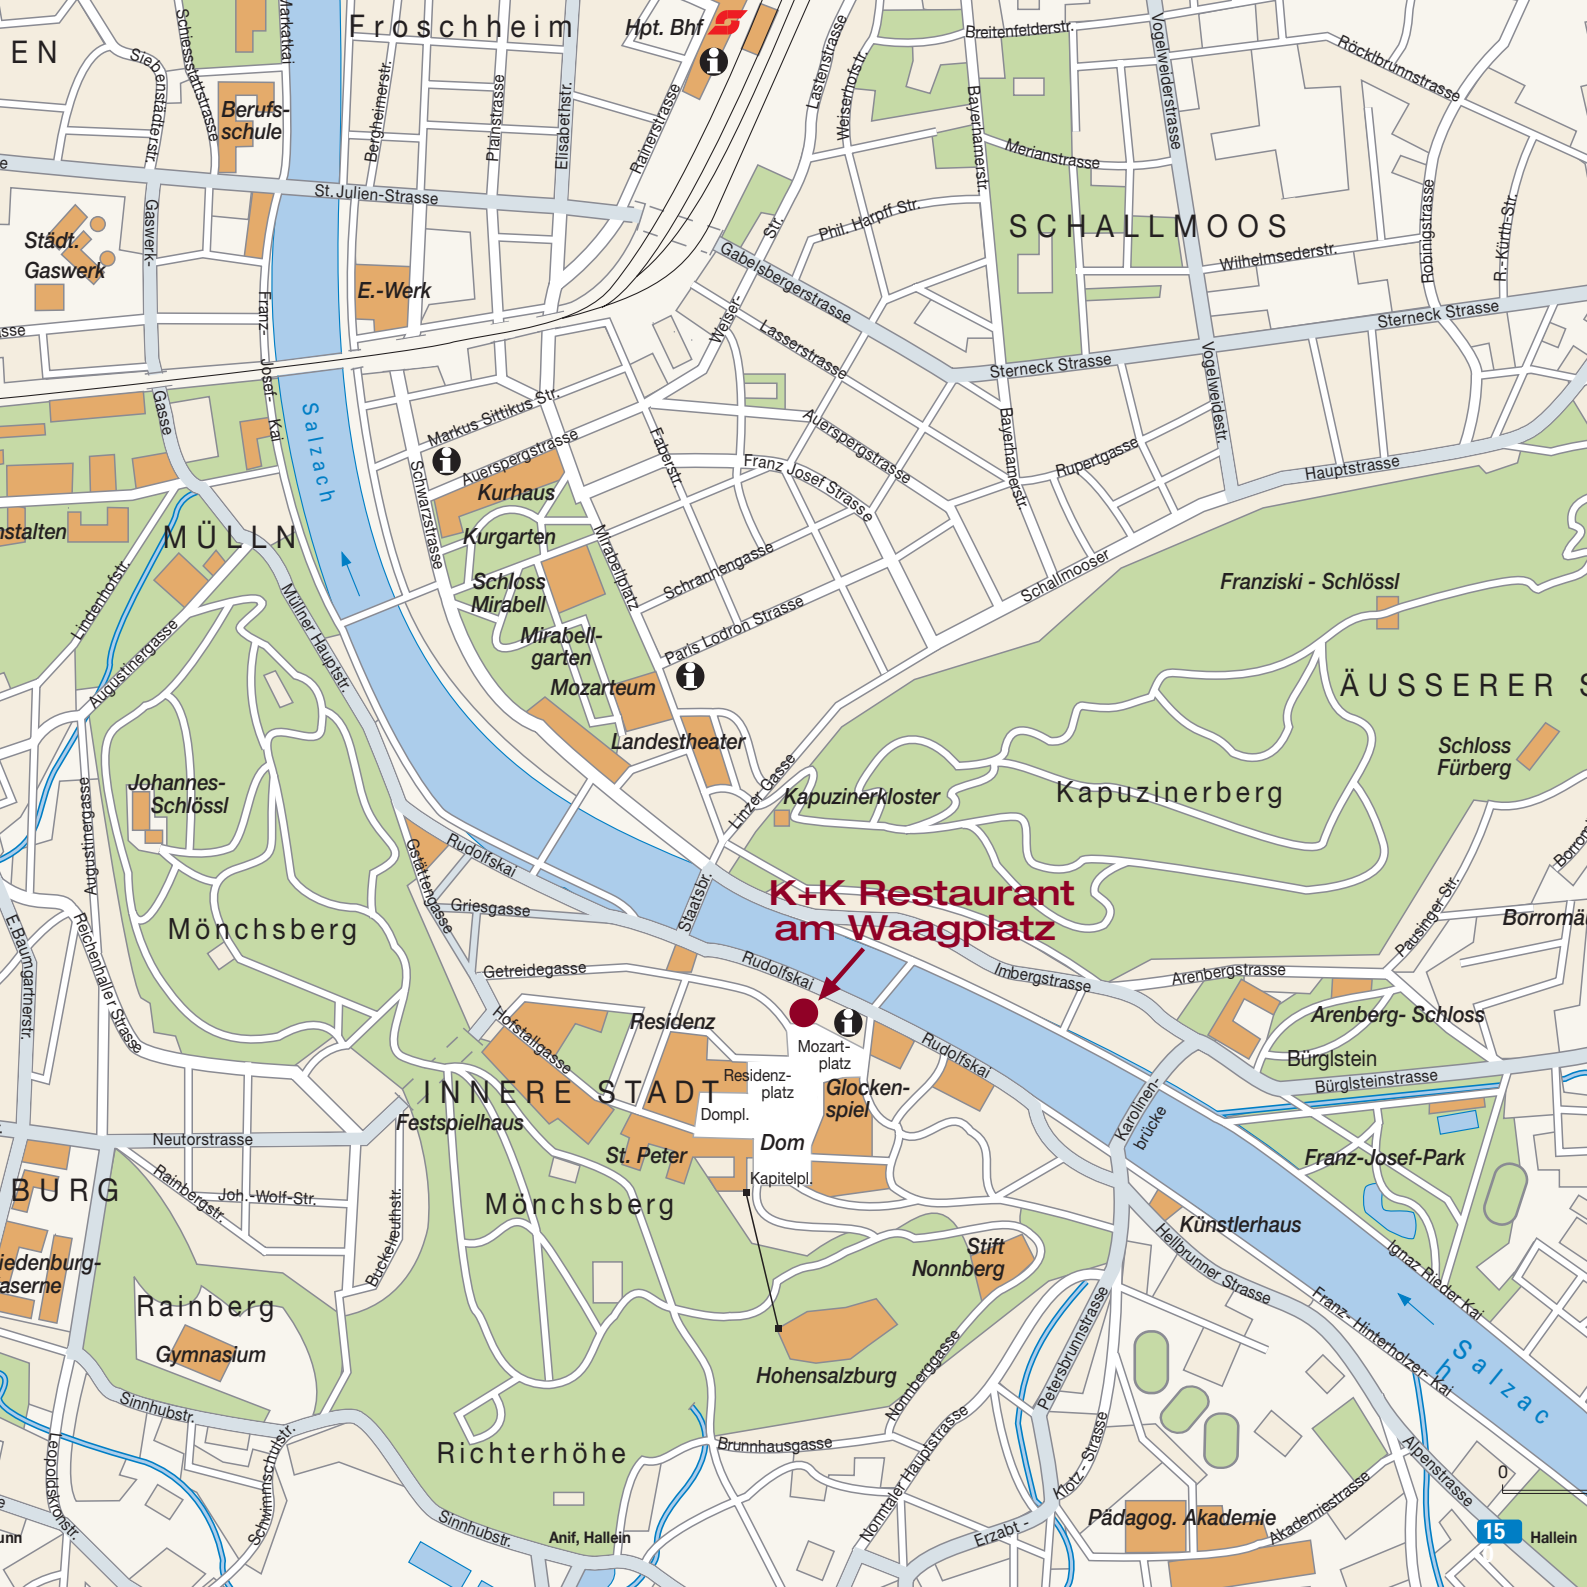 Froschheim
Hpt. Bhf
EN
Siebenstädterstr.
Schiesstattstrasse
Markatkai
Berufs-
schule
Bergheimerstr.
Plainstrasse
Elisabethstr.
Rainerstrasse
Lastenstrasse
Weiserhofstr.
Breitenfelderstr.
Bayerhamerstr.
Merianstrasse
Vogelweiderstrasse
Röcklbrunnstrasse
Robinigstrasse
R.-Kürth-Str.
St. Julien-Strasse
Gaswerk-
Städt.
Gaswerk
E.-Werk
Str.
Phil. Harpff Str.
SCHALLMOOS
Wilhelmsederstr.
Gabelsbergerstrasse
Sterneck Strasse
Sterneck Strasse
Franz-
Josef-
Kai
Weiser-
Lasserstrasse
Vogelweidestr.
sse
Gasse
Salzach
Markus Sittikus Str.
Auerspergstrasse
Auerspergstrasse
Faberstr.
Franz Josef Strasse
Bayerhamerstr.
Rupertgasse
Hauptstrasse
Schwarzstrasse
Kurhaus
Kurgarten
nstalten
MÜLLN
Lindenhofstr.
Müllner Hauptstr.
Schloss
Mirabell
Mirabellplatz
Schrannengasse
Paris Lodron Strasse
Schallmooser
Franziski - Schlössl
Augustinergasse
Mirabell-
garten
Mozarteum
ÄUSSERER S
Landestheater
Schloss
Fürberg
Johannes-
Schlössl
Augustinergasse
Linzer Gasse
Kapuzinerkloster
Kapuzinerberg
Borrom
Gstättengasse
Rudolfskai
Staatsbr.
K+K Restaurant
am Waagplatz
Griesgasse
Mönchsberg
E.Baumgartnerstr.
Reichenhaller Strasse
Getreidegasse
Rudolfskai
Imbergstrasse
Arenbergstrasse
Pausinger Str.
Borromä
Hofstallgasse
Residenz
Mozart-
platz
Rudolfskai
Arenberg- Schloss
Bürglstein
Bürglsteinstrasse
Residenz-
platz
Glocken-
spiel
INNERE STADT
Dompl.
Festspielhaus
Karolinen-
brücke
Neutorstrasse
St. Peter
Dom
Kapitelpl.
Franz-Josef-Park
BURG
Rainbergstr.
Joh.-Wolf-Str.
Mönchsberg
Buckelreuthstr.
Künstlerhaus
Stift
Nonnberg
Hellbrunner Strasse
Ignaz-Rieder Kai
iedenburg-
aserne
Rainberg
Gymnasium
Franz- Hinterholzer- Kai
Salzac
h
Hohensalzburg
Nonnberggasse
Petersbrunnstrasse
Sinnhubstr.
Richterhöhe
Brunnhausgasse
Nonntaler Hauptstrasse
Klotz - Strasse
Alpenstrasse
Leopoldskronstr.
Schwimmschulstr.
Sinnhubstr.
Anif, Hallein
Erzabt -
Pädagog. Akademie
Akademiestrasse
0
15
Hallein
unn